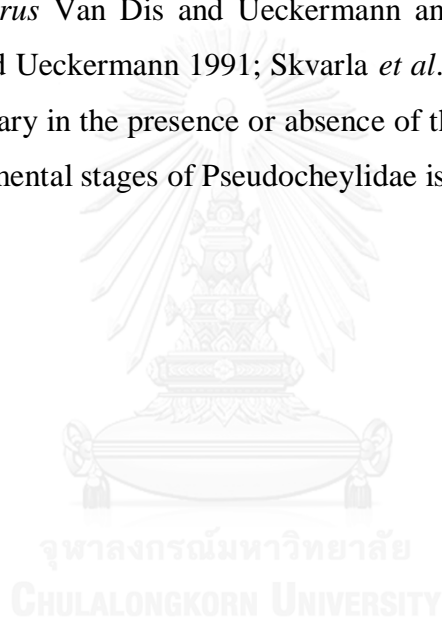 rus Van Dis and Ueckermann an
d Ueckermann 1991; Skvarla et al.
ary in the presence or absence of th
mental stages of Pseudocheylidae is
จุฬาลงกรณ์มหาวิทยาลัย
CHULALONGKORN UNIVERSITY